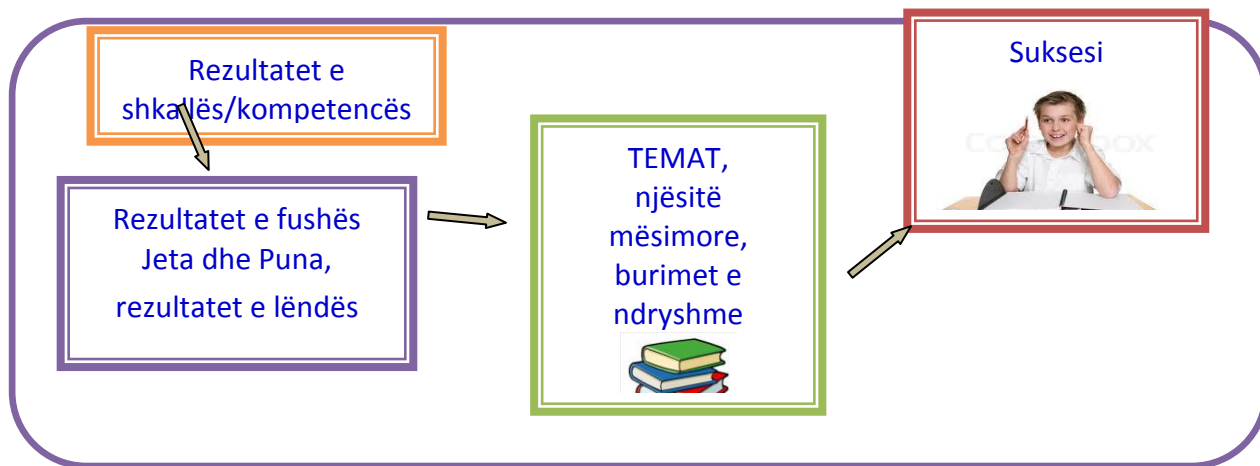 Rezultatet e
shkallës/kompetencës
Rezultatet e fushës
Jeta dhe Puna,
rezultatet e lëndës
TEMAT,
njësitë
mësimore,
burimet e
ndryshme
Suksesi